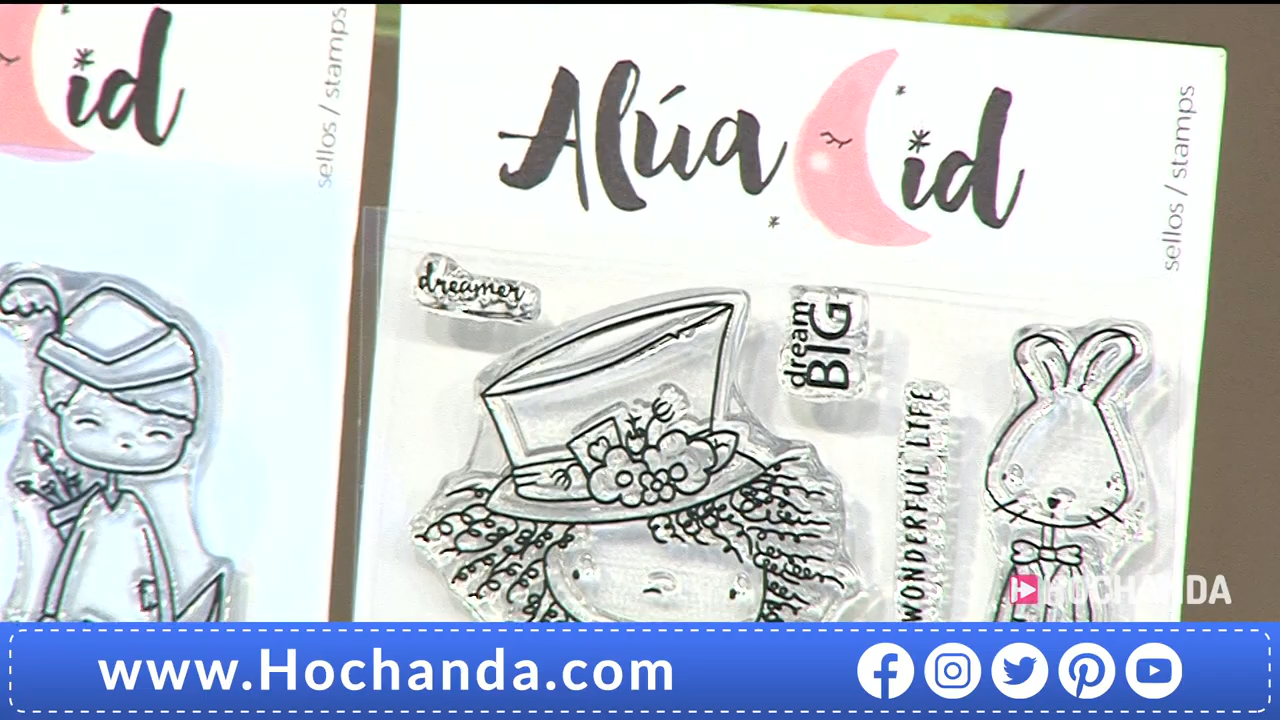 id
sellos / stamps
Alúa id
sellos / stamps
dreamer
dream
BIG
WONDERFUL LIFE
HOCHANDA
www.Hochanda.com